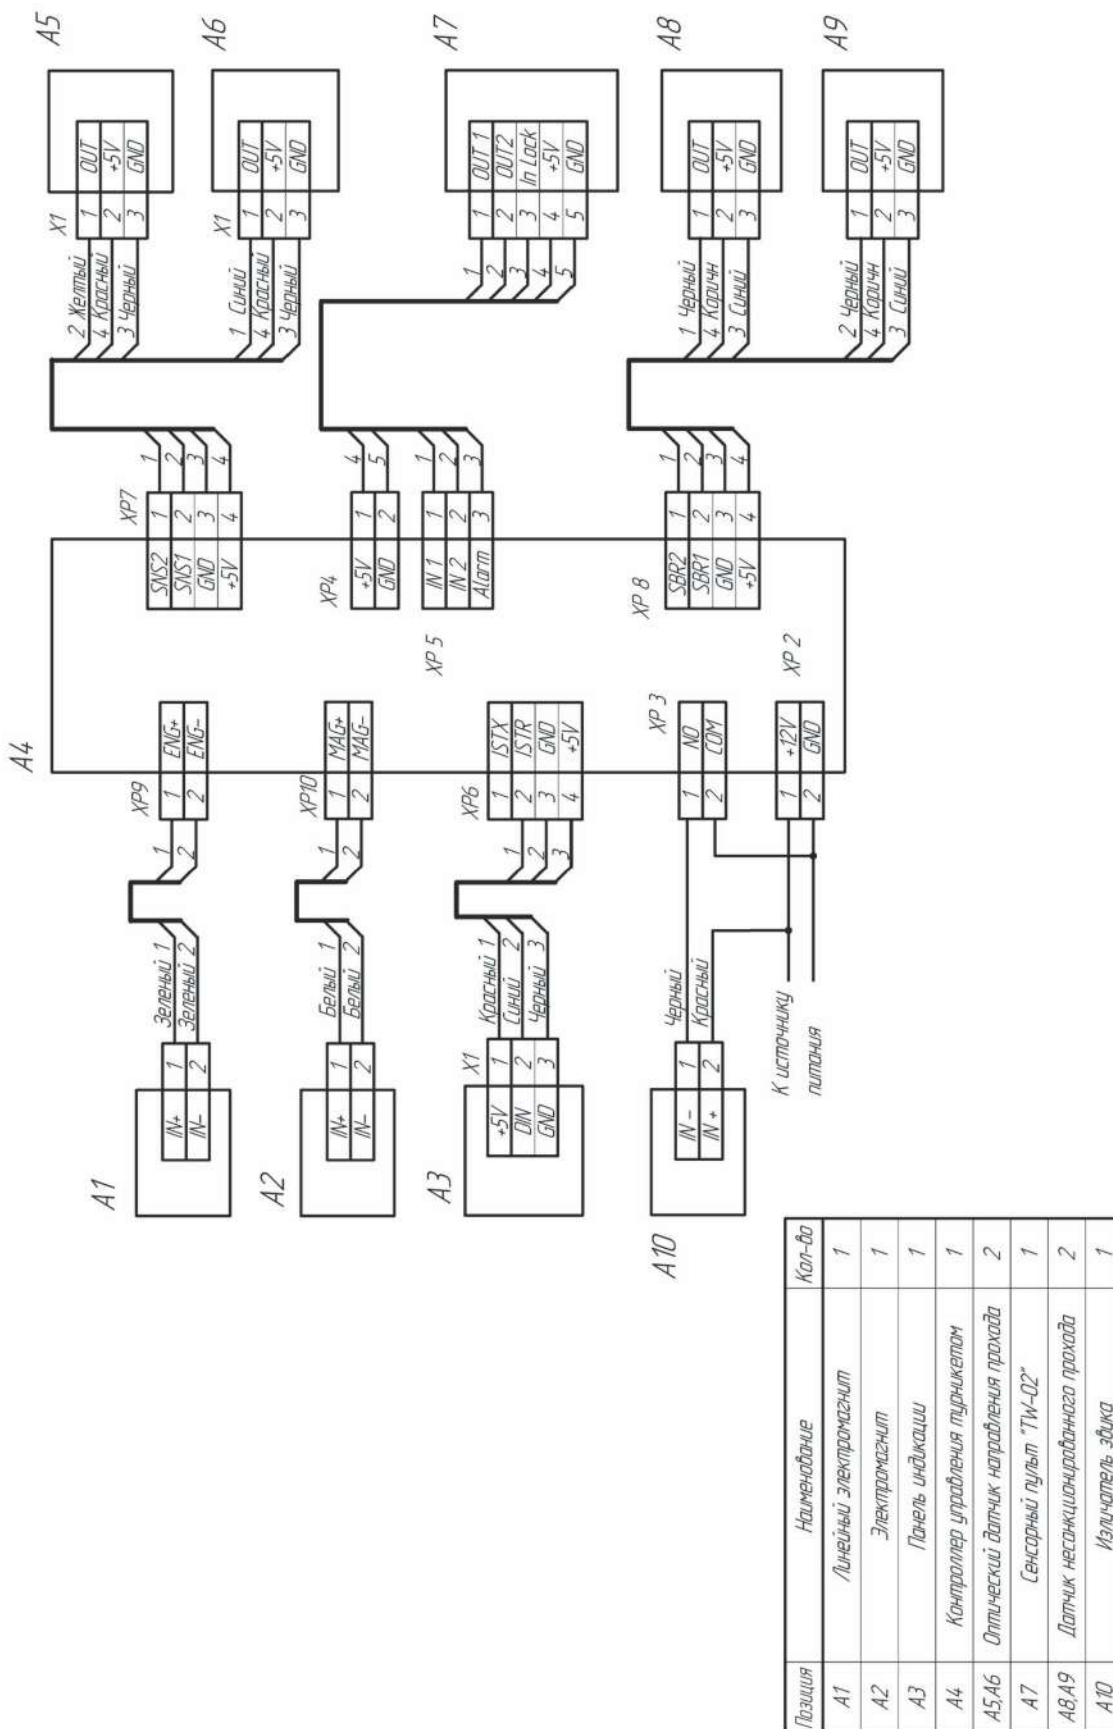 A5
X1
1 OUT
2 +5V
3 GND
2 Желтый
4 Красный
3 Черный
A6
X1
1 OUT
2 +5V
3 GND
1 Синий
4 Красный
3 Черный
A7
1 OUT 1
2 OUT2
3 In Lock
4 +5V
5 GND
1
2
3
4
5
A8
1 OUT
2 +5V
3 GND
1 Черный
4 Коричн
3 Синий
A9
1 OUT
2 +5V
3 GND
2 Черный
4 Коричн
3 Синий
A4
XP7
1
2
3
4
SNS2 1
SNS1 2
GND 3
+5V 4
XP4
4
5
+5V 1
GND 2
XP 5
1
2
3
IN 1 1
IN 2 2
Alarm 3
XP 8
1
2
3
4
SBR2 1
SBR1 2
GND 3
+5V 4
XP9
1 ENG+
2 ENG-
1
2
XP10
1 MAG+
2 MAG-
1
2
XP6
1 ISTX
2 ISTR
3 GND
4 +5V
1
2
3
XP 3
1 NO
2 COM
XP 2
1 +12V
2 GND
A1
IN+ 1
IN- 2
Зеленый 1
Зеленый 2
A2
IN+ 1
IN- 2
Белый 1
Белый 2
A3
X1
+5V 1
DIN 2
GND 3
Красный 1
Синий 2
Черный 3
A10
IN - 1
IN + 2
Черный
Красный
К источнику
питания
Позиция Наименование Кол-во
A1 Линейный электромагнит 1
A2 Электромагнит 1
A3 Панель индикации 1
A4 Контроллер управления турникетом 1
A5,A6 Оптический датчик направления прохода 2
A7 Сенсорный пульт "TW-02" 1
A8,A9 Датчик несанкционированного прохода 2
A10 Излучатель звука 1